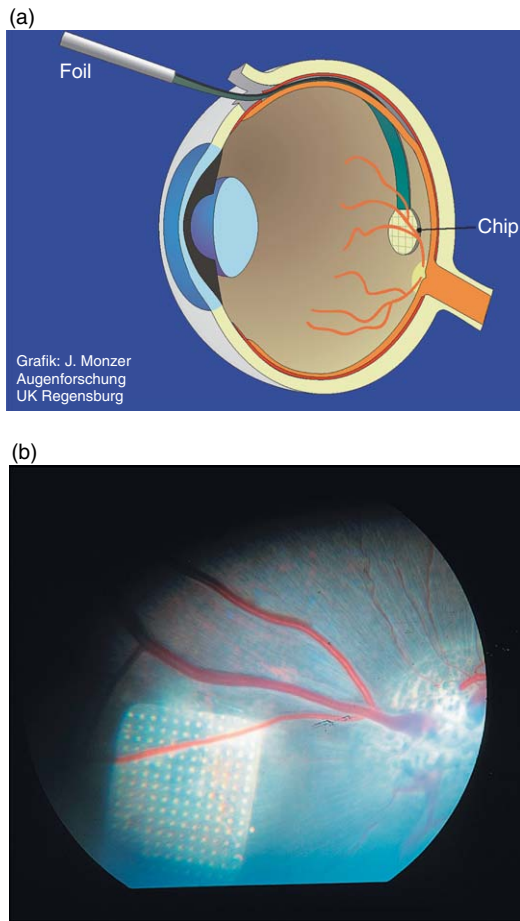 (a)
Foil
Chip
Grafik: J. Monzer
Augenforschung
UK Regensburg
(b)